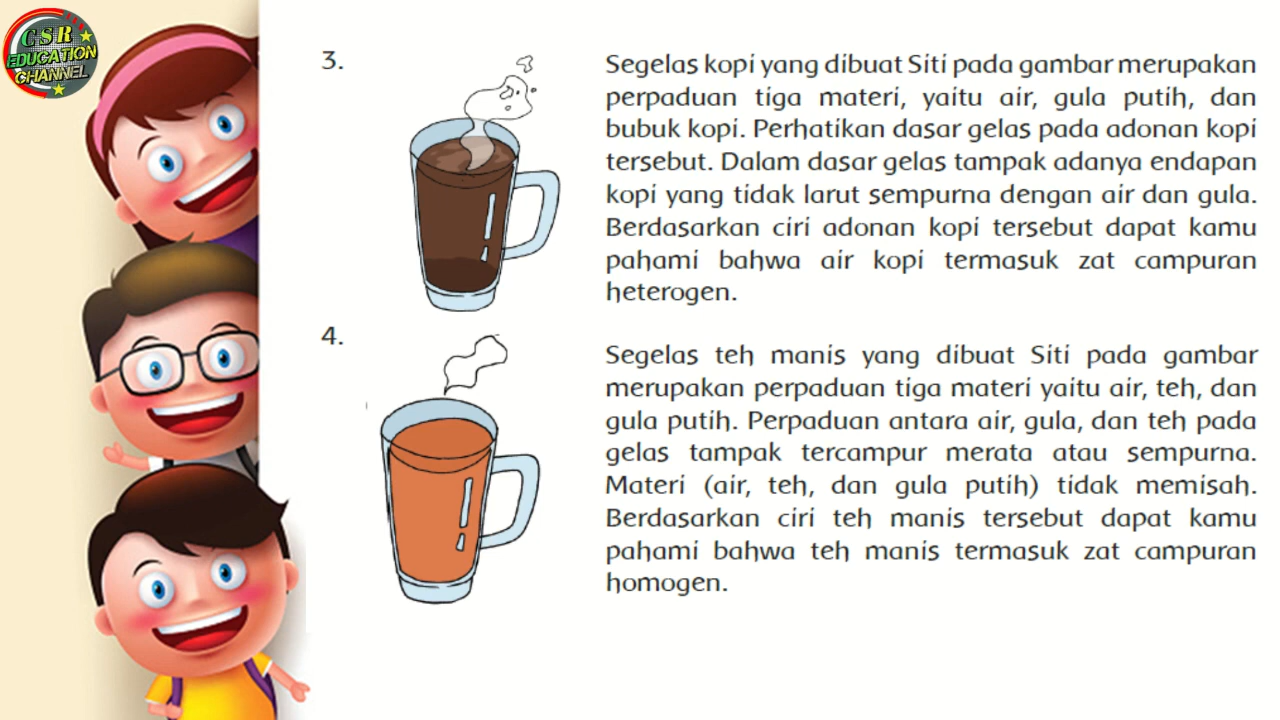 CSR
EDUCATION
CHANNEL
3.
Segelas kopi yang dibuat Siti pada gambar merupakan
perpaduan tiga materi, yaitu air, gula putih, dan
bubuk kopi. Perhatikan dasar gelas pada adonan kopi
tersebut. Dalam dasar gelas tampak adanya endapan
kopi yang tidak larut sempurna dengan air dan gula.
Berdasarkan ciri adonan kopi tersebut dapat kamu
pahami bahwa air kopi termasuk zat campuran
heterogen.
4.
Segelas teh manis yang dibuat Siti pada gambar
merupakan perpaduan tiga materi yaitu air, teh, dan
gula putih. Perpaduan antara air, gula, dan teh pada
gelas tampak tercampur merata atau sempurna.
Materi (air, teh, dan gula putih) tidak memisah.
Berdasarkan ciri teh manis tersebut dapat kamu
pahami bahwa teh manis termasuk zat campuran
homogen.